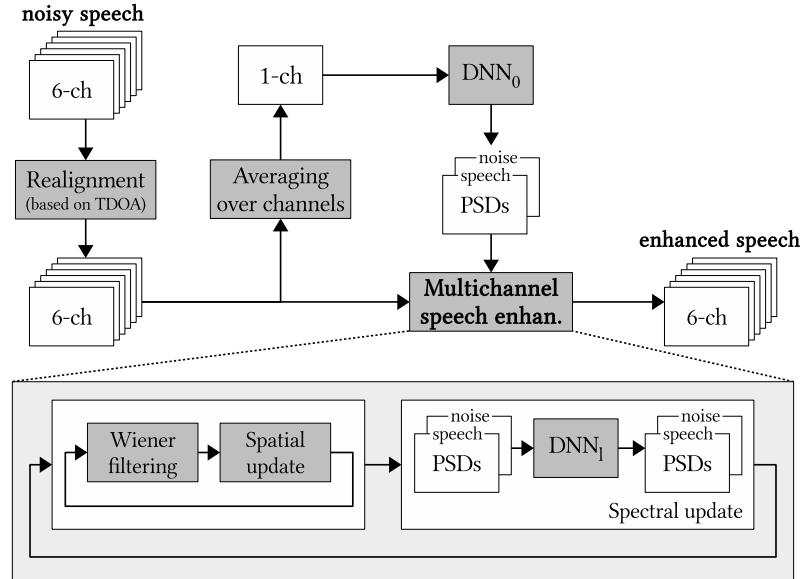 noisy speech
6-ch
1-ch
DNN0
Realignment
(based on TDOA)
Averaging
over channels
noise
speech
PSDs
enhanced speech
6-ch
Multichannel
speech enhan.
6-ch
Wiener
filtering
Spatial
update
noise
speech
PSDs
DNNl
noise
speech
PSDs
Spectral update